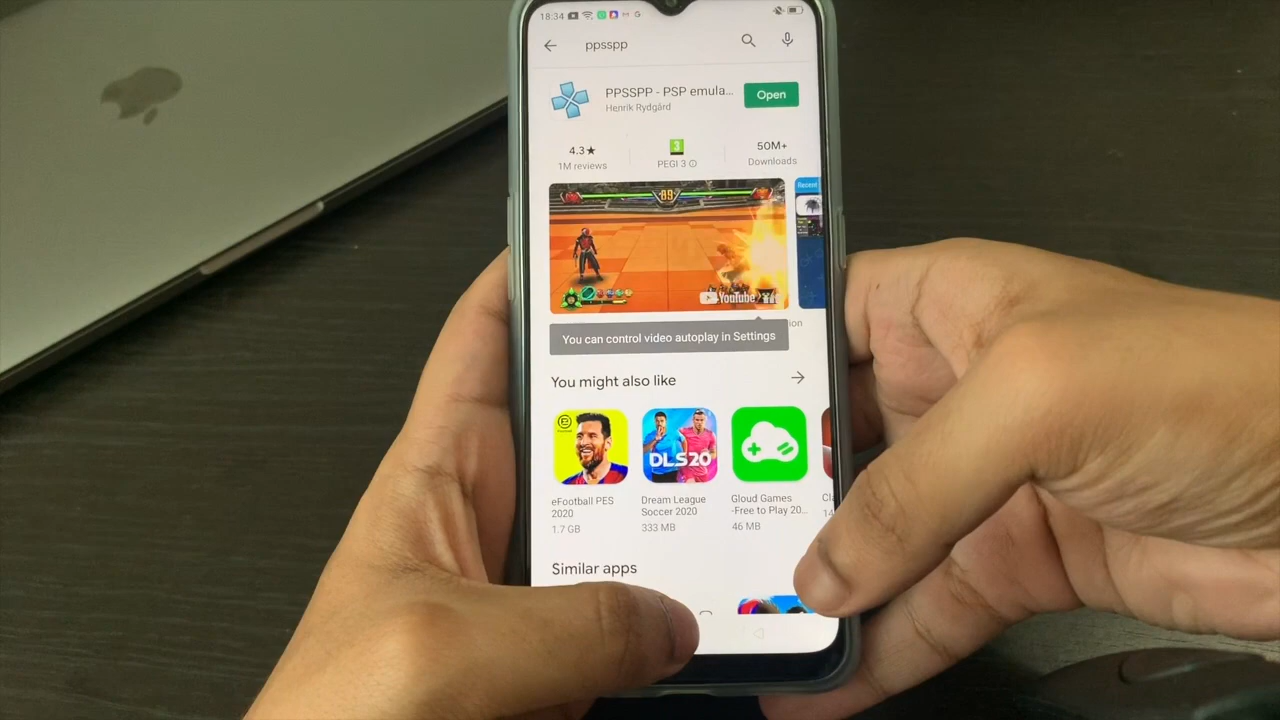 18:34
ppsspp
PPSSPP - PSP emula...
Henrik Rydgård
Open
4.3★
1M reviews
3
PEGI 3
50M+
Downloads
89
Recent
YouTube
You can control video autoplay in Settings
You might also like
DLS20
eFootball PES
2020
1.7 GB
Dream League
Soccer 2020
333 MB
Gloud Games
-Free to Play 20...
46 MB
Similar apps